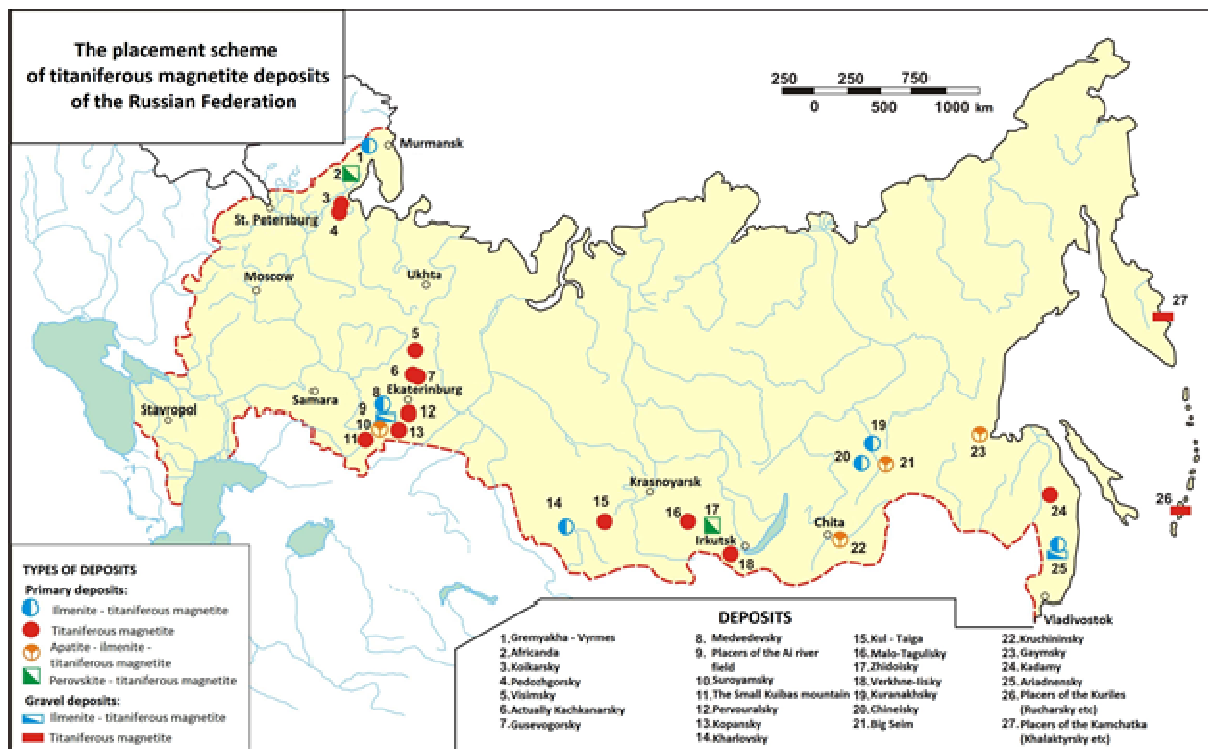 The placement scheme
of titaniferous magnetite deposits
of the Russian Federation
250 250 750
0 500 1000 km
1
Murmansk
2
3
St. Petersburg
4
Moscow
Ukhta
27
5
6 7
8 Ekaterinburg
Samara
9
12
Stavropol
10
11 13
19
20 21
23
Krasnoyarsk
14 15 16 17
24
26
Chita
Irkutsk
22
18
25
Vladivostok
TYPES OF DEPOSITS
Primary deposits:
Ilmenite - titaniferous magnetite
Titaniferous magnetite
Apatite - ilmenite -
titaniferous magnetite
Perovskite - titaniferous magnetite
Gravel deposits:
Ilmenite - titaniferous magnetite
Titaniferous magnetite
DEPOSITS
1. Gremyakha - Vyrmes
2. Africanda
3. Koikarsky
4. Pedozhgorsky
5. Visimsky
6. Actually Kachkanarsky
7. Gusevogorsky
8. Medvedevsky
9. Placers of the Ai river
field
10. Suroyamsky
11. The Small Kuibas mountain
12. Pervouralsky
13. Kopansky
14. Kharlovsky
15. Kul - Taiga
16. Malo-Tagulsky
17. Zhidoisky
18. Verkhne-Iisky
19. Kuranakhsky
20. Chineisky
21. Big Seim
22. Kruchininsky
23. Gaymsky
24. Kadamy
25. Ariadnensky
26. Placers of the Kuriles
(Rucharsky etc)
27. Placers of the Kamchatka
(Khalaktyrsky etc)